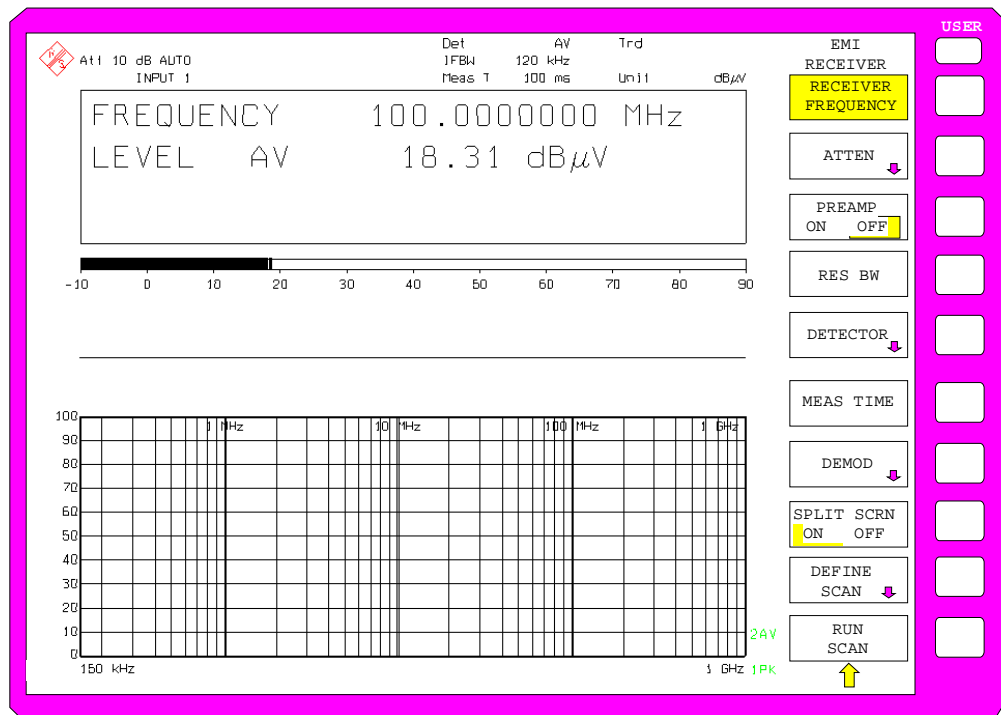 USER
Att 10 dB AUTO
INPUT 1
Det AV Trd
IFBW 120 kHz
Meas T 100 ms Unit dBµV
FREQUENCY 100.0000000 MHz
LEVEL AV 18.31 dBµV
-10 0 10 20 30 40 50 60 70 80 90
100
90
80
70
60
50
40
30
20
10
0
1 MHz 10 MHz 100 MHz 1 GHz
150 kHz 1 GHz
2AV
1PK
EMI
RECEIVER
RECEIVER
FREQUENCY
ATTEN
PREAMP
ON OFF
RES BW
DETECTOR
MEAS TIME
DEMOD
SPLIT SCRN
ON OFF
DEFINE
SCAN
RUN
SCAN